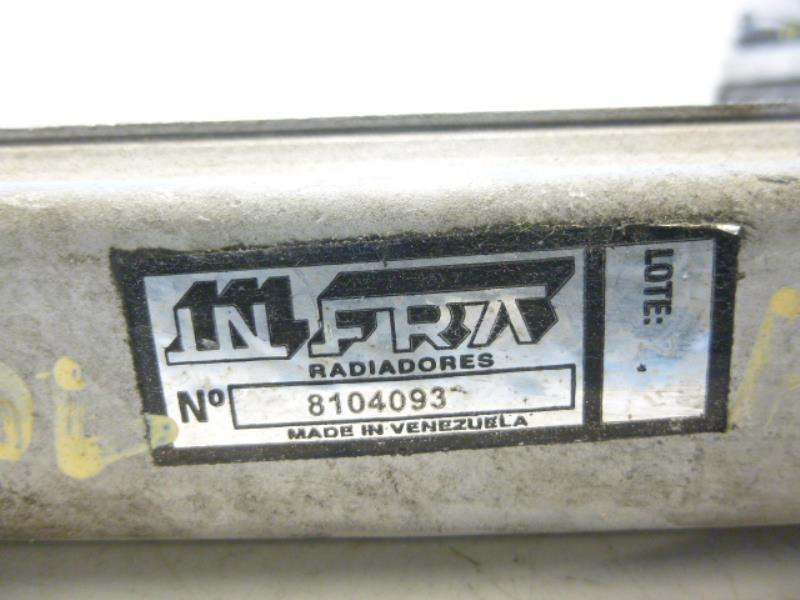 INFRA
RADIADORES
Nº 8104093
MADE IN VENEZUELA
LOTE: